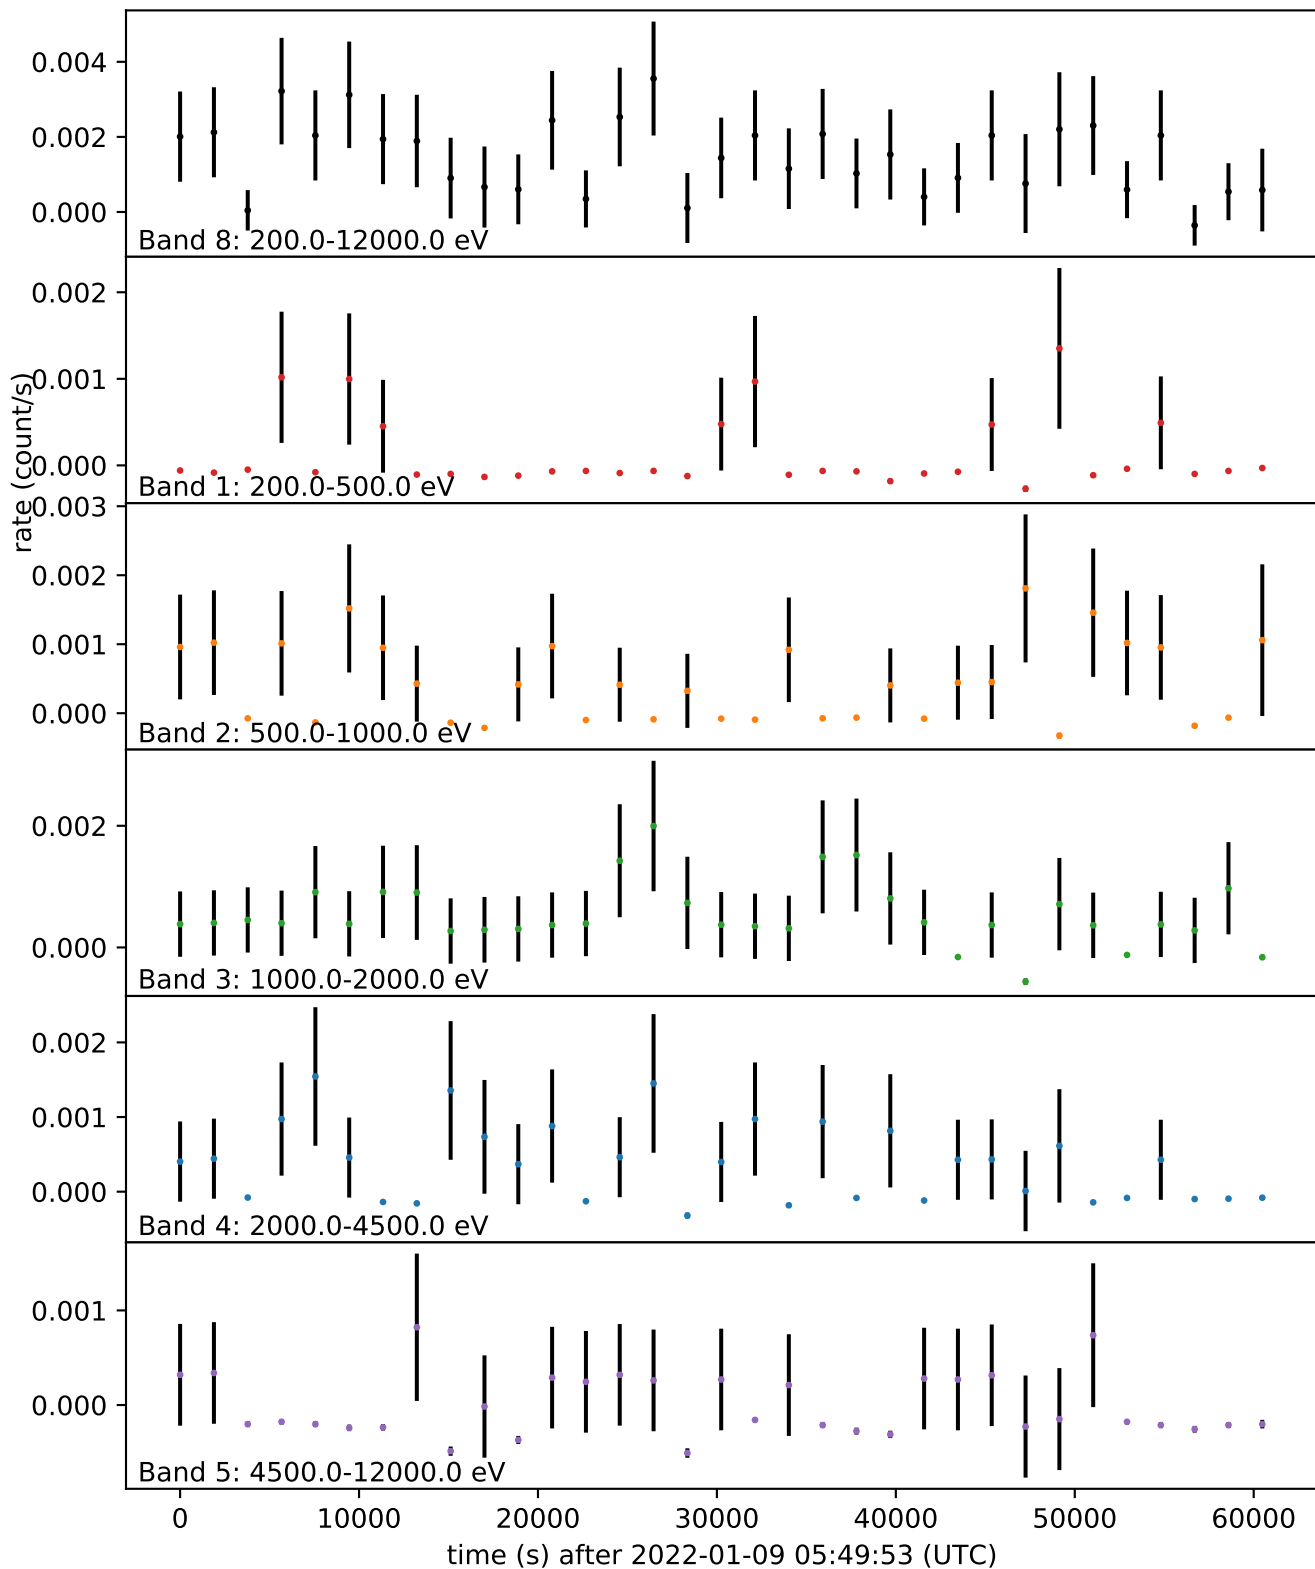 0.004
0.002
0.000
Band 8: 200.0-12000.0 eV
0.002
0.001
0.000
Band 1: 200.0-500.0 eV
rate (count/s)
0.003
0.002
0.001
0.000
Band 2: 500.0-1000.0 eV
0.002
0.000
Band 3: 1000.0-2000.0 eV
0.002
0.001
0.000
Band 4: 2000.0-4500.0 eV
0.001
0.000
Band 5: 4500.0-12000.0 eV
0 10000 20000 30000 40000 50000 60000
time (s) after 2022-01-09 05:49:53 (UTC)